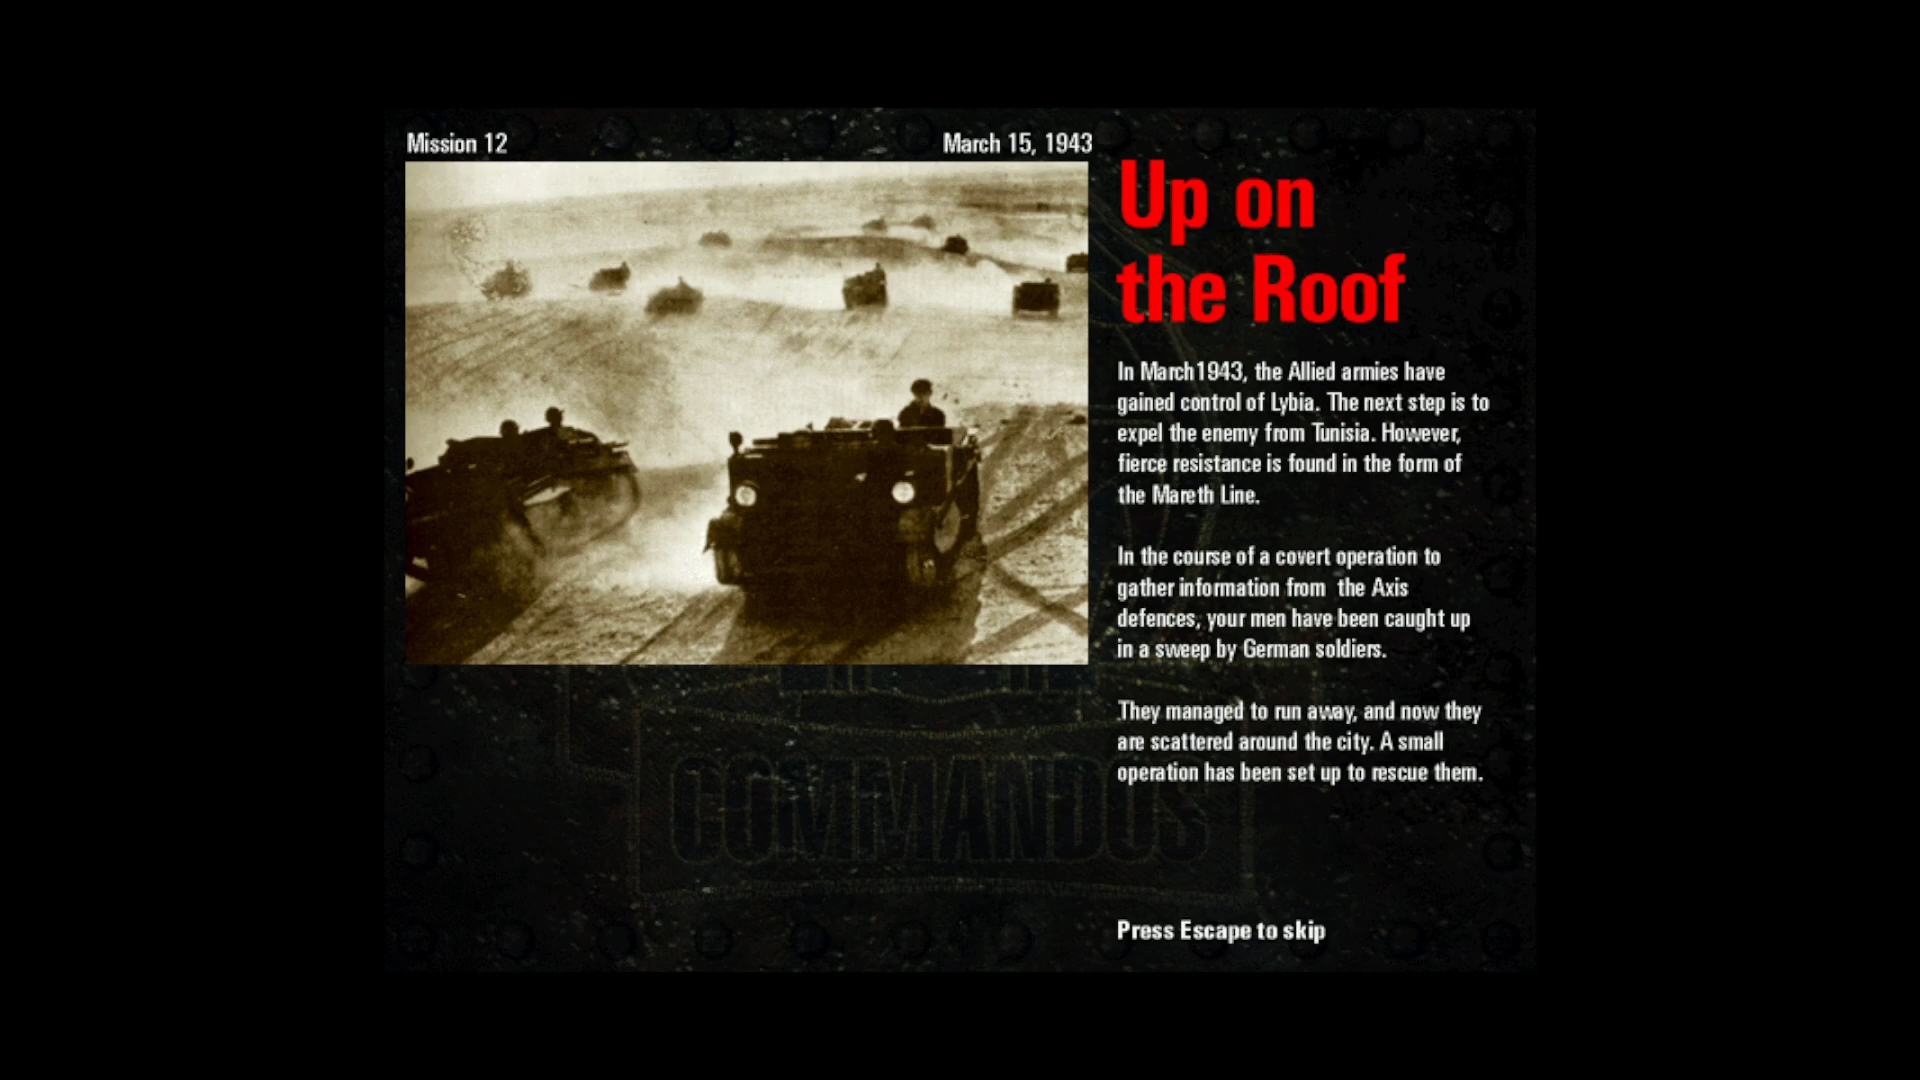 Mission 12
March 15, 1943
Up on
the Roof
In March1943, the Allied armies have
gained control of Lybia. The next step is to
expel the enemy from Tunisia. However,
fierce resistance is found in the form of
the Mareth Line.
In the course of a covert operation to
gather information from  the Axis
defences, your men have been caught up
in a sweep by German soldiers.
They managed to run away, and now they
are scattered around the city. A small
operation has been set up to rescue them.
COMMANDOS
Press Escape to skip